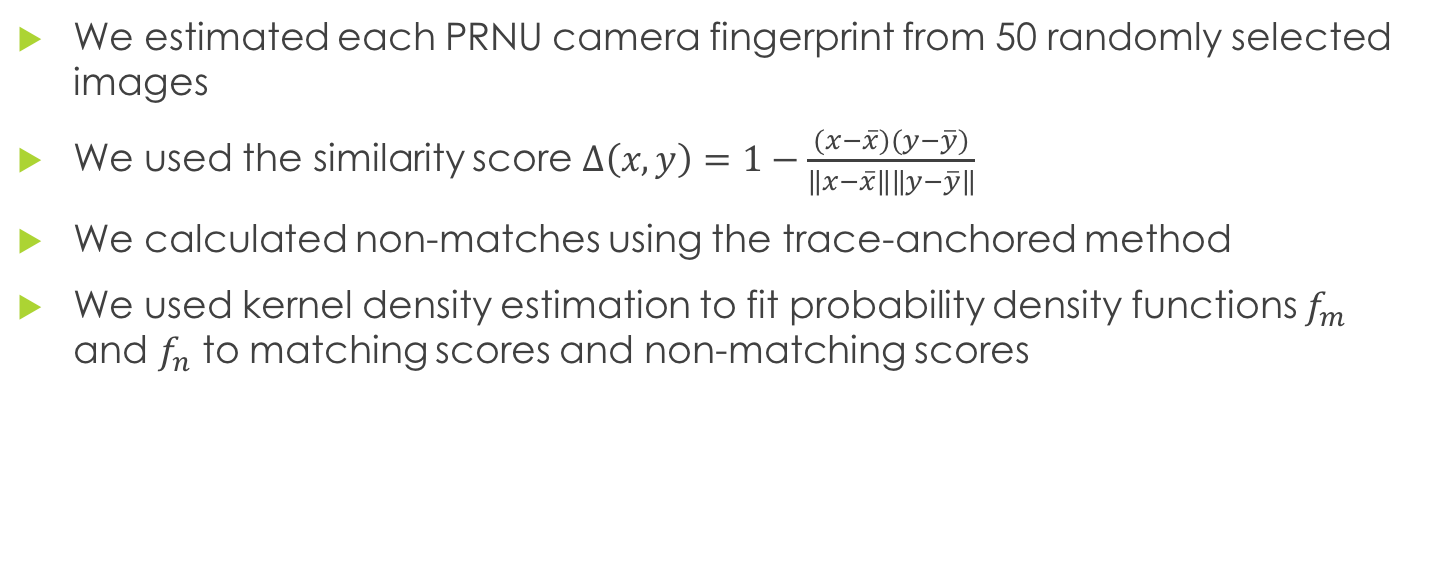 We estimated each PRNU camera fingerprint from 50 randomly selected
images
We used the similarity score Δ(x, y) = 1 − (x−x̄)(y−ȳ) / ‖x−x̄‖‖y−ȳ‖
We calculated non-matches using the trace-anchored method
We used kernel density estimation to fit probability density functions fₘ
and fₙ to matching scores and non-matching scores